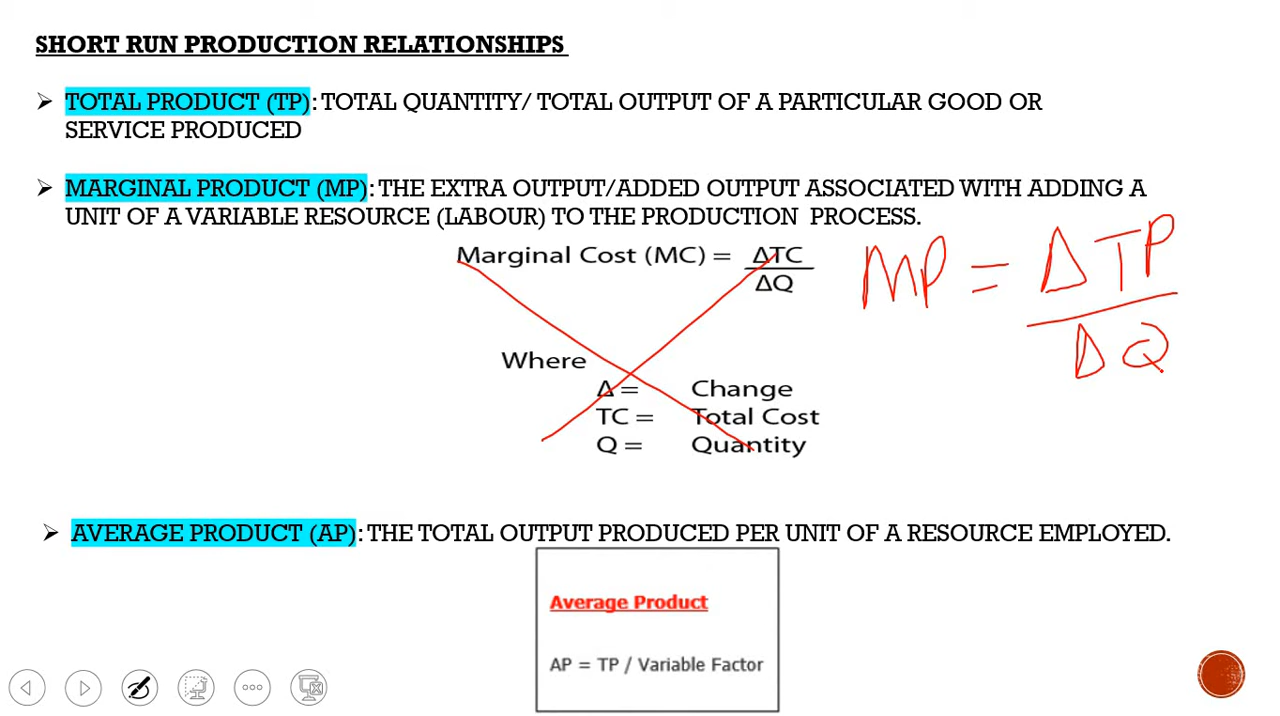 SHORT RUN PRODUCTION RELATIONSHIPS
➢ TOTAL PRODUCT (TP): TOTAL QUANTITY/ TOTAL OUTPUT OF A PARTICULAR GOOD OR
SERVICE PRODUCED
➢ MARGINAL PRODUCT (MP): THE EXTRA OUTPUT/ADDED OUTPUT ASSOCIATED WITH ADDING A
UNIT OF A VARIABLE RESOURCE (LABOUR) TO THE PRODUCTION PROCESS.
Marginal Cost (MC) = ΔTC
ΔQ
MP = ΔTP
ΔQ
Where
Δ = Change
TC = Total Cost
Q = Quantity
➢ AVERAGE PRODUCT (AP): THE TOTAL OUTPUT PRODUCED PER UNIT OF A RESOURCE EMPLOYED.
Average Product
AP = TP / Variable Factor